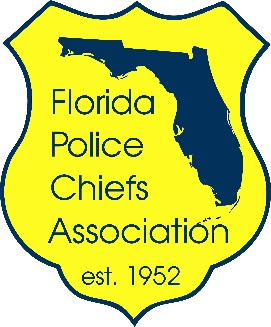 Florida
Police
Chiefs
Association
est. 1952